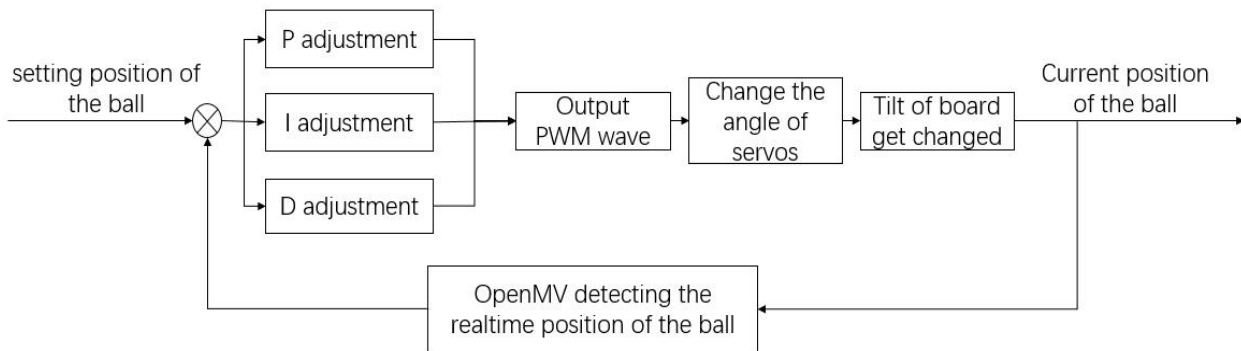 setting position of
the ball
P adjustment
I adjustment
D adjustment
Output
PWM wave
Change the
angle of
servos
Tilt of board
get changed
Current position
of the ball
OpenMV detecting the
realtime position of the ball